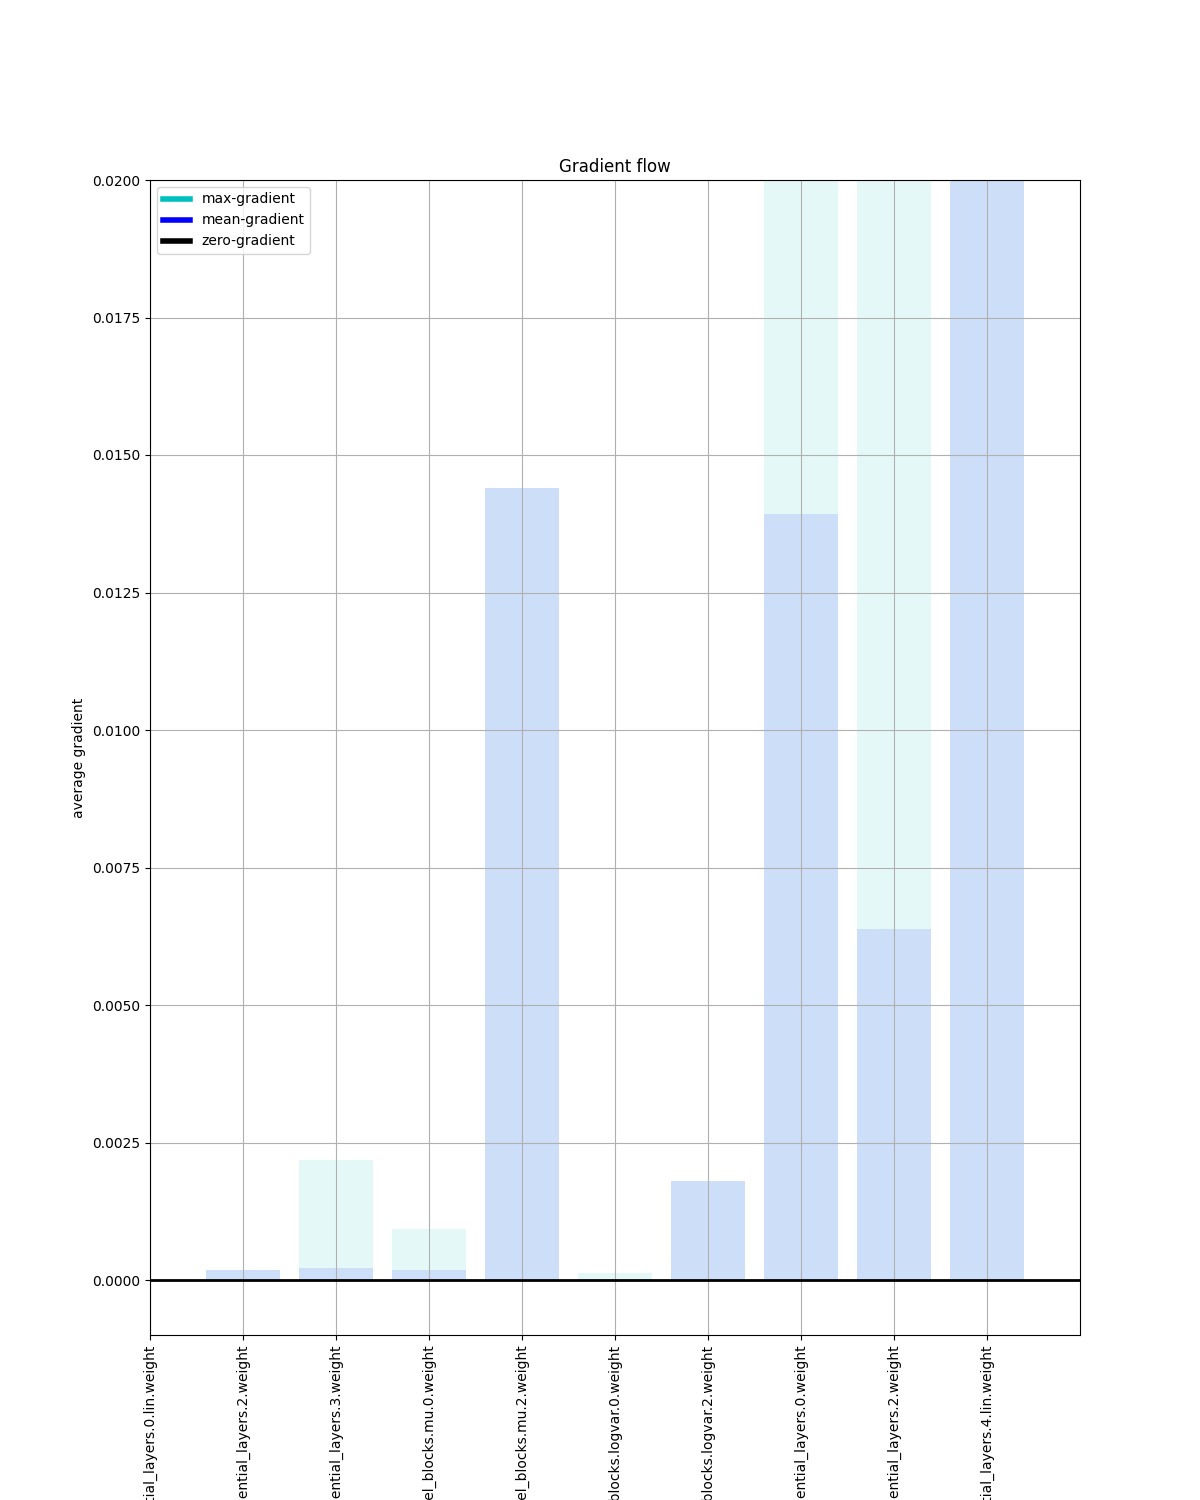 Gradient flow
max-gradient
mean-gradient
zero-gradient
0.0200
0.0175
0.0150
0.0125
0.0100
0.0075
0.0050
0.0025
0.0000
average gradient
tial_layers.0.lin.weight
ential_layers.2.weight
ential_layers.3.weight
el_blocks.mu.0.weight
el_blocks.mu.2.weight
blocks.logvar.0.weight
blocks.logvar.2.weight
ential_layers.0.weight
ential_layers.2.weight
tial_layers.4.lin.weight